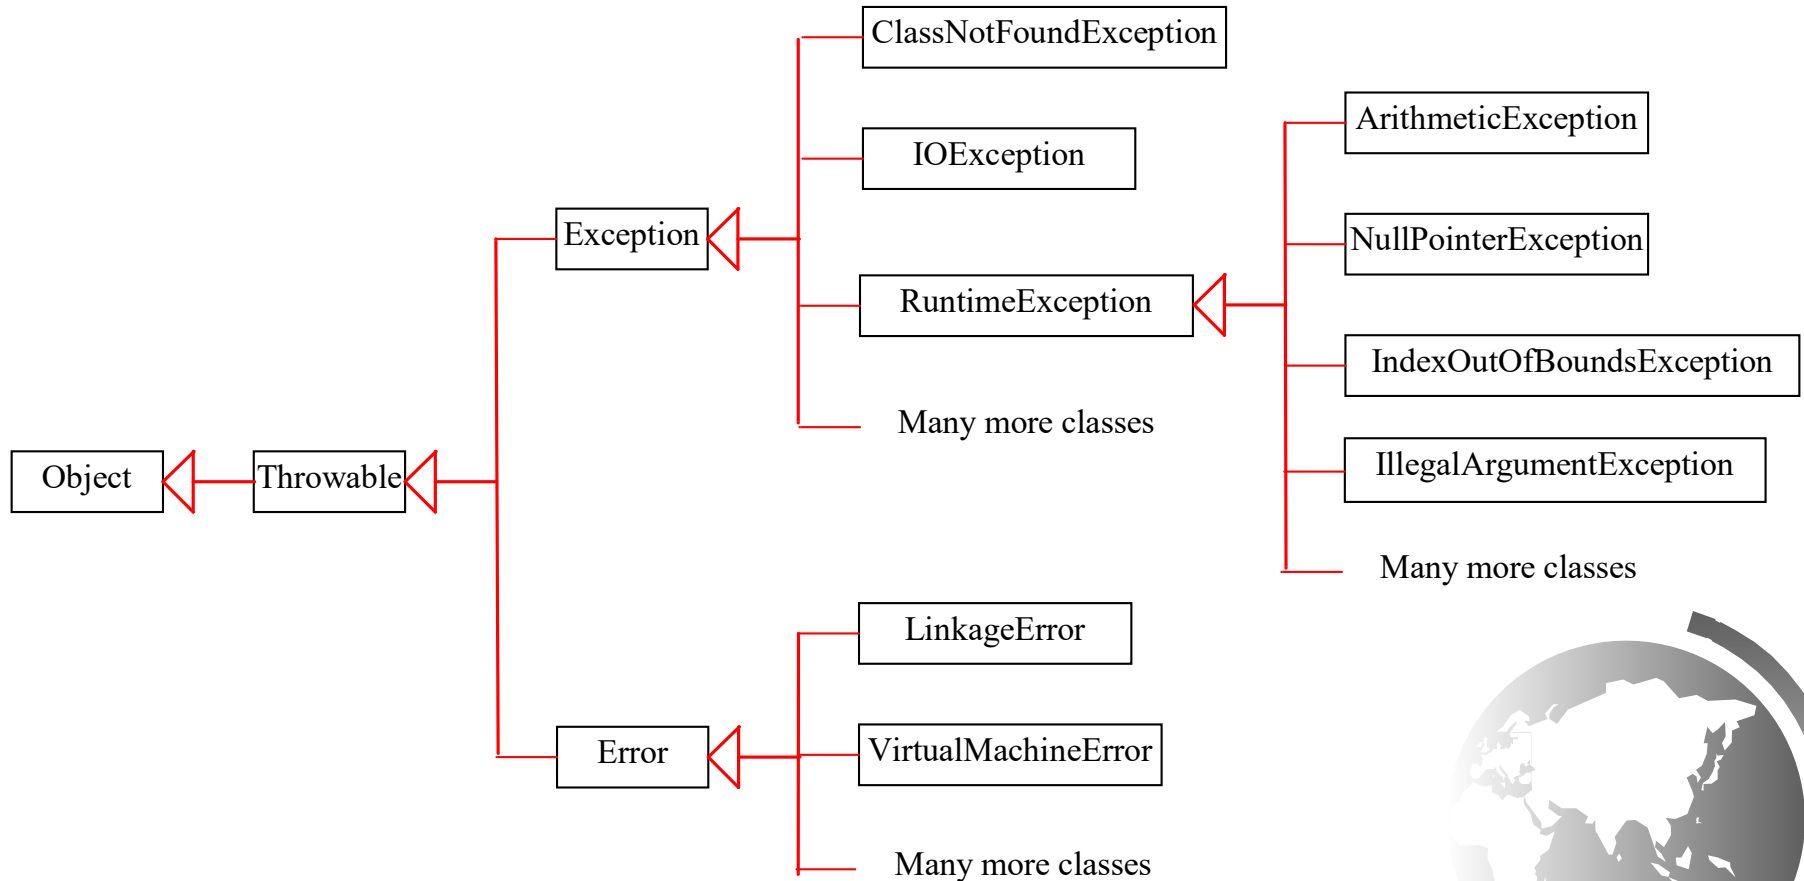 ClassNotFoundException
ArithmeticException
IOException
NullPointerException
Exception
RuntimeException
IndexOutOfBoundsException
Many more classes
IllegalArgumentException
Object
Throwable
Many more classes
LinkageError
Error
VirtualMachineError
Many more classes